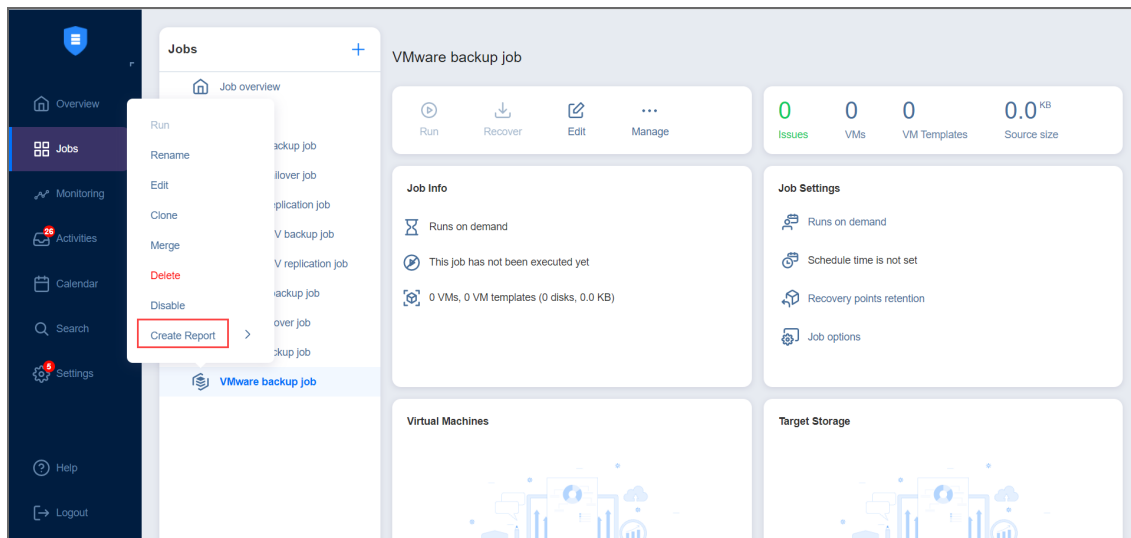 Overview
Jobs
Monitoring
26
Activities
Calendar
Search
5
Settings
Help
Logout
Jobs
+
Job overview
ackup job
ilover job
plication job
V backup job
V replication job
ackup job
over job
ckup job
VMware backup job
Run
Rename
Edit
Clone
Merge
Delete
Disable
Create Report
VMware backup job
Run
Recover
Edit
Manage
0
Issues
0
VMs
0
VM Templates
0.0 KB
Source size
Job Info
Runs on demand
This job has not been executed yet
0 VMs, 0 VM templates (0 disks, 0.0 KB)
Job Settings
Runs on demand
Schedule time is not set
Recovery points retention
Job options
Virtual Machines
Target Storage